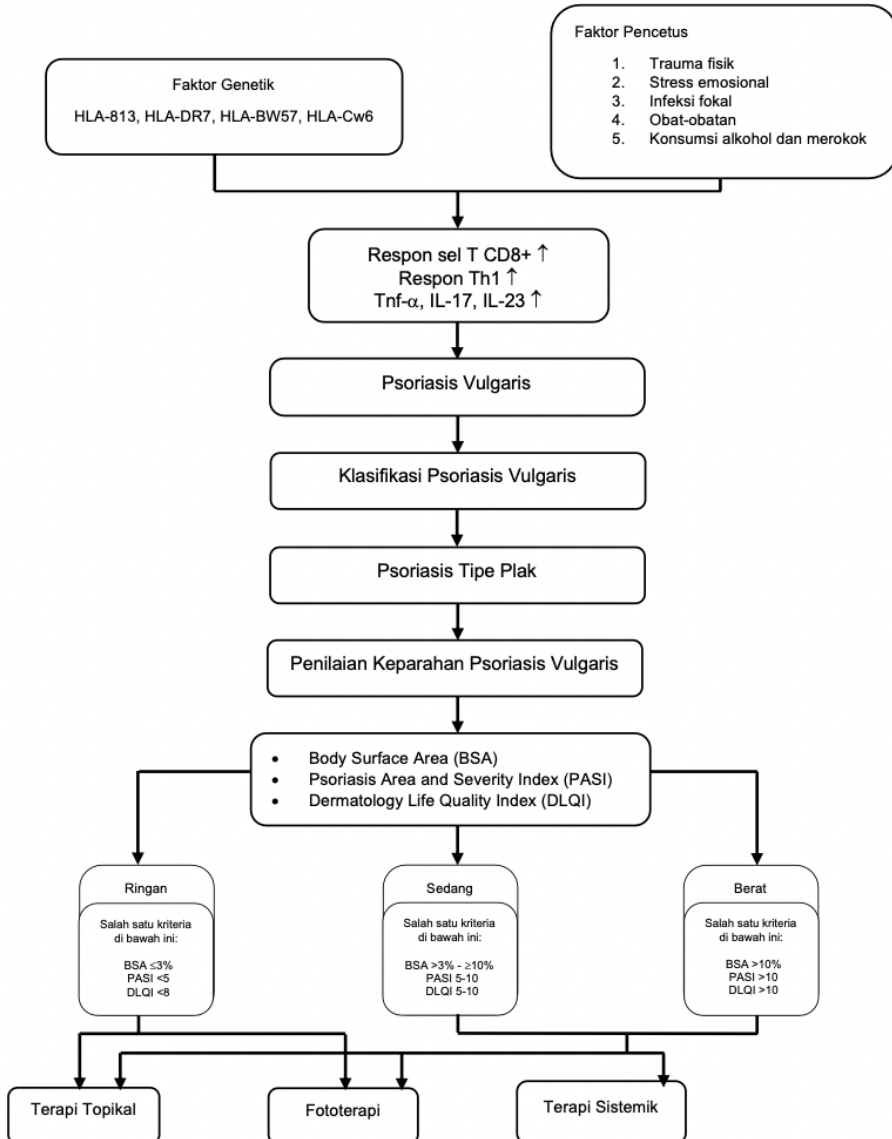 Faktor Genetik
HLA-813, HLA-DR7, HLA-BW57, HLA-Cw6
Faktor Pencetus
1. Trauma fisik
2. Stress emosional
3. Infeksi fokal
4. Obat-obatan
5. Konsumsi alkohol dan merokok
Respon sel T CD8+ ↑
Respon Th1 ↑
Tnf-α, IL-17, IL-23 ↑
Psoriasis Vulgaris
Klasifikasi Psoriasis Vulgaris
Psoriasis Tipe Plak
Penilaian Keparahan Psoriasis Vulgaris
• Body Surface Area (BSA)
• Psoriasis Area and Severity Index (PASI)
• Dermatology Life Quality Index (DLQI)
Ringan
Salah satu kriteria
di bawah ini:
BSA ≤3%
PASI <5
DLQI <8
Sedang
Salah satu kriteria
di bawah ini:
BSA >3% - ≥10%
PASI 5-10
DLQI 5-10
Berat
Salah satu kriteria
di bawah ini:
BSA >10%
PASI >10
DLQI >10
Terapi Topikal
Fototerapi
Terapi Sistemik